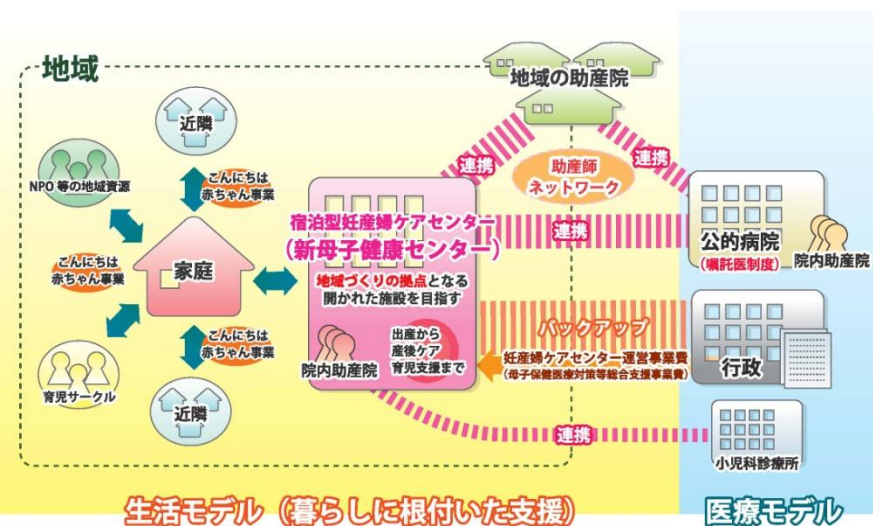 地域
近隣
NPO等の地域資源
こんにちは
赤ちゃん事業
こんにちは
赤ちゃん事業
家庭
こんにちは
赤ちゃん事業
育児サークル
近隣
地域の助産院
連携
連携
助産師
ネットワーク
宿泊型妊産婦ケアセンター
(新母子健康センター)
地域づくりの拠点となる
開かれた施設を目指す
院内助産院
出産から
産後ケア
育児支援まで
連携
公的病院
(嘱託医制度)
院内助産院
バックアップ
妊産婦ケアセンター運営事業費
(母子保健医療対策等総合支援事業費)
行政
連携
小児科診療所
生活モデル(暮らしに根付いた支援)
医療モデル